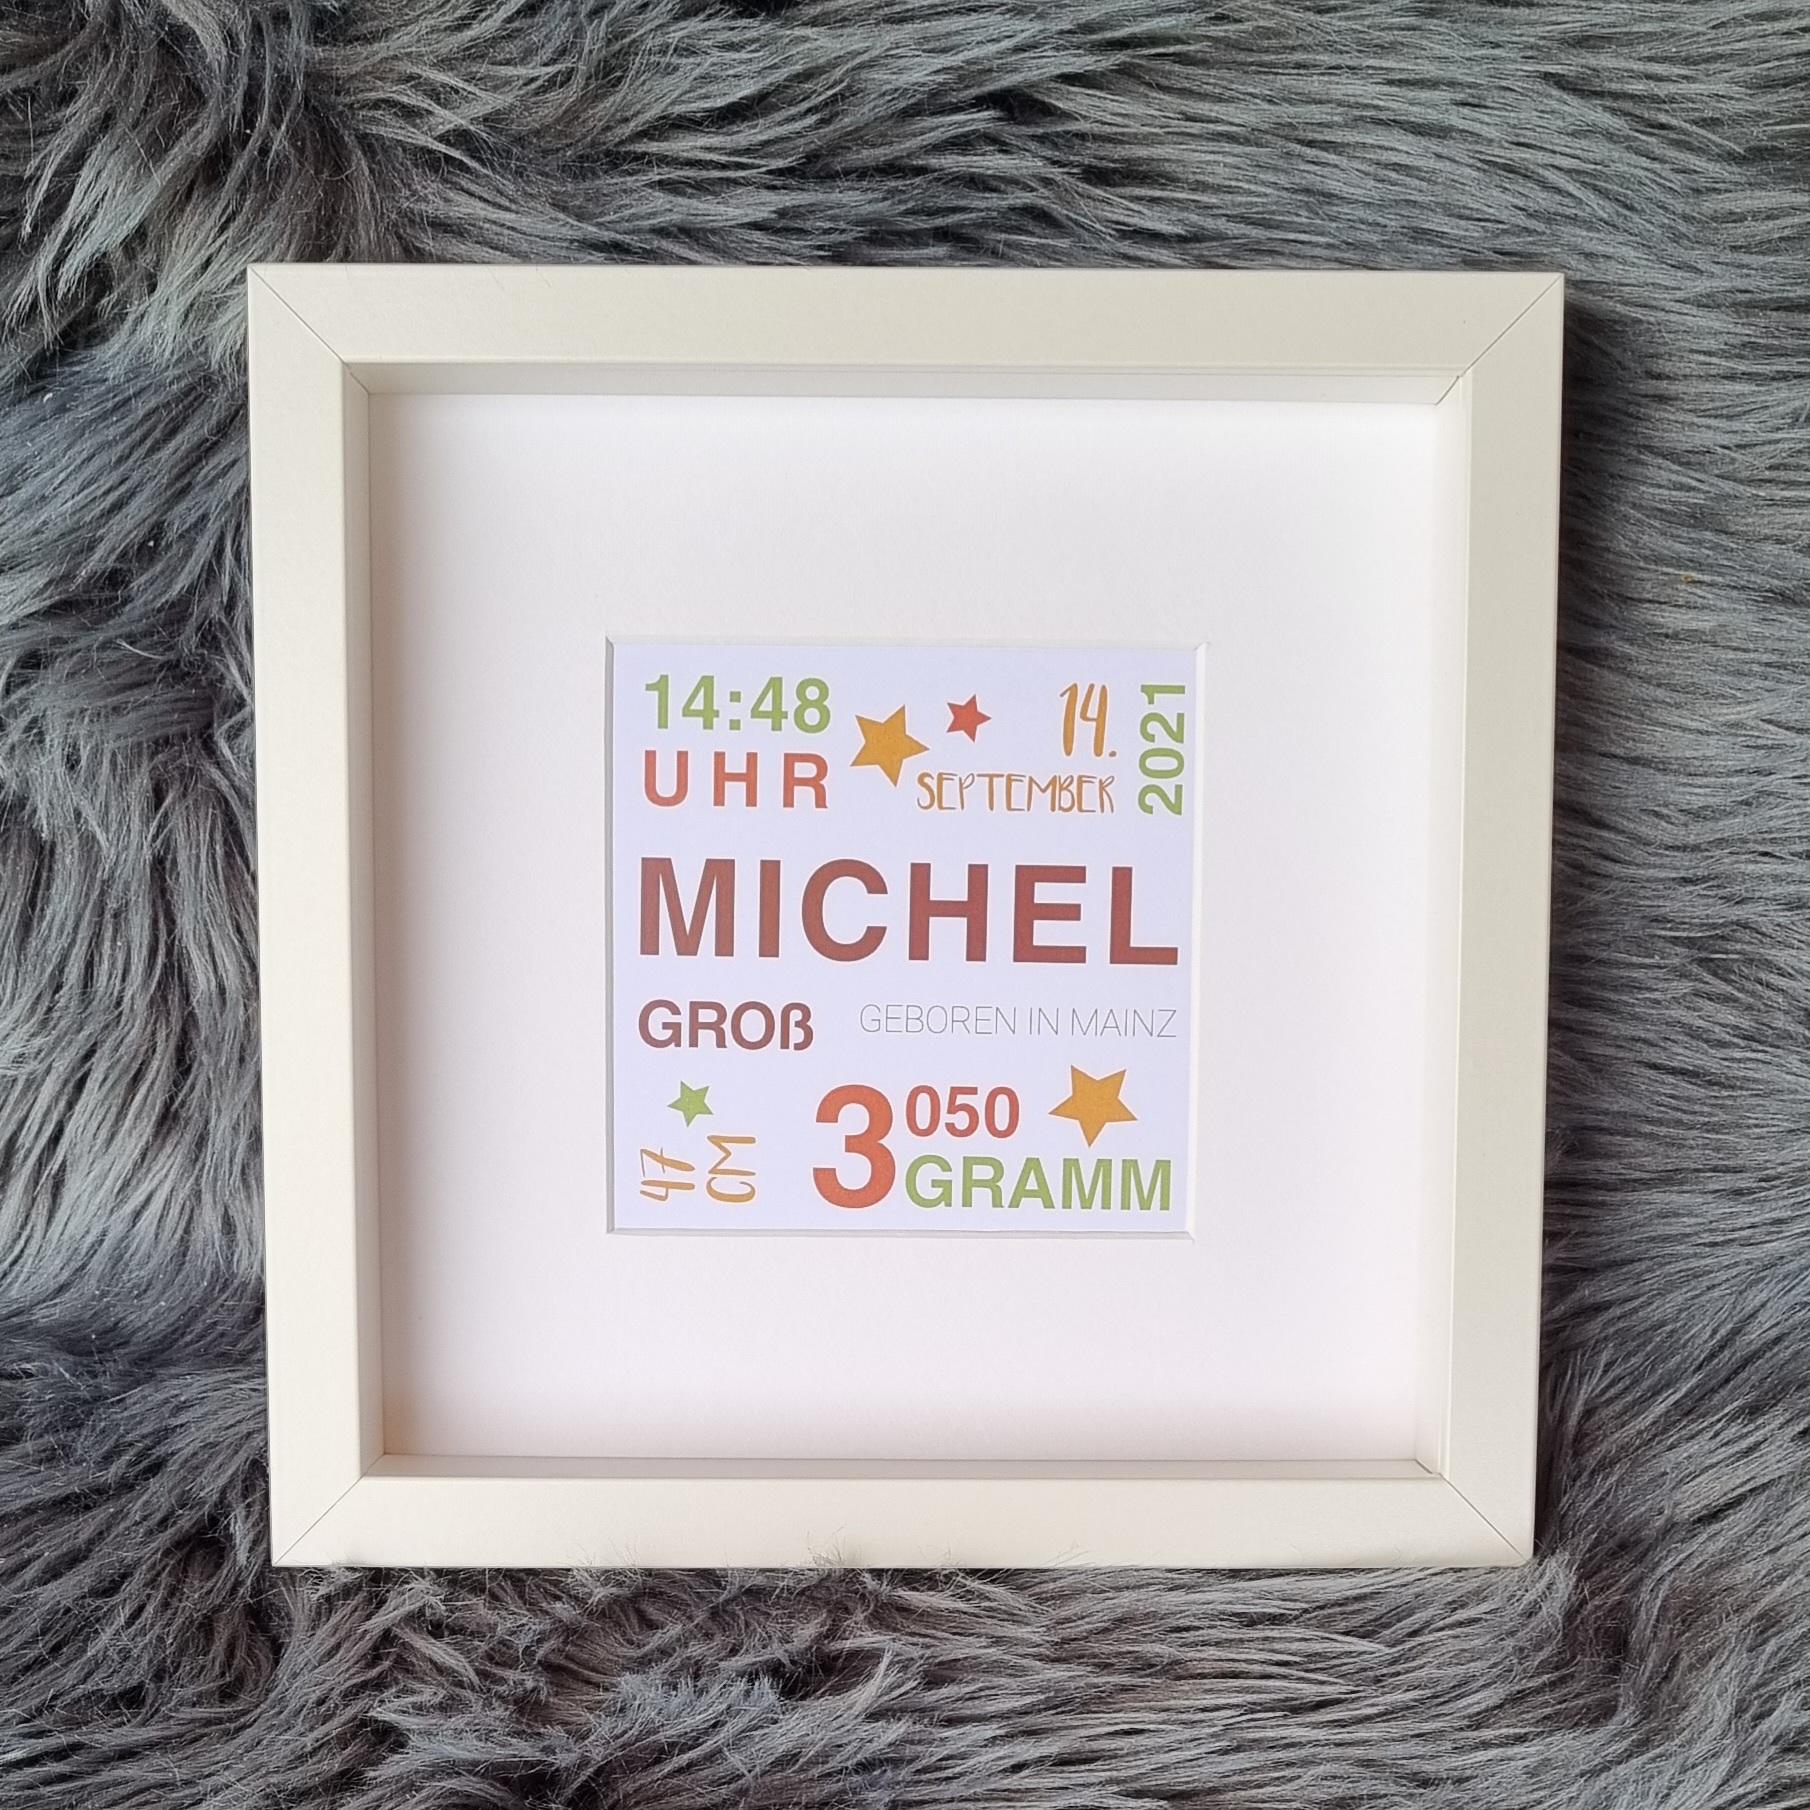 14:48
UHR
14.
SEPTEMBER
2021
MICHEL
GROß
GEBOREN IN MAINZ
47
CM
3050
GRAMM